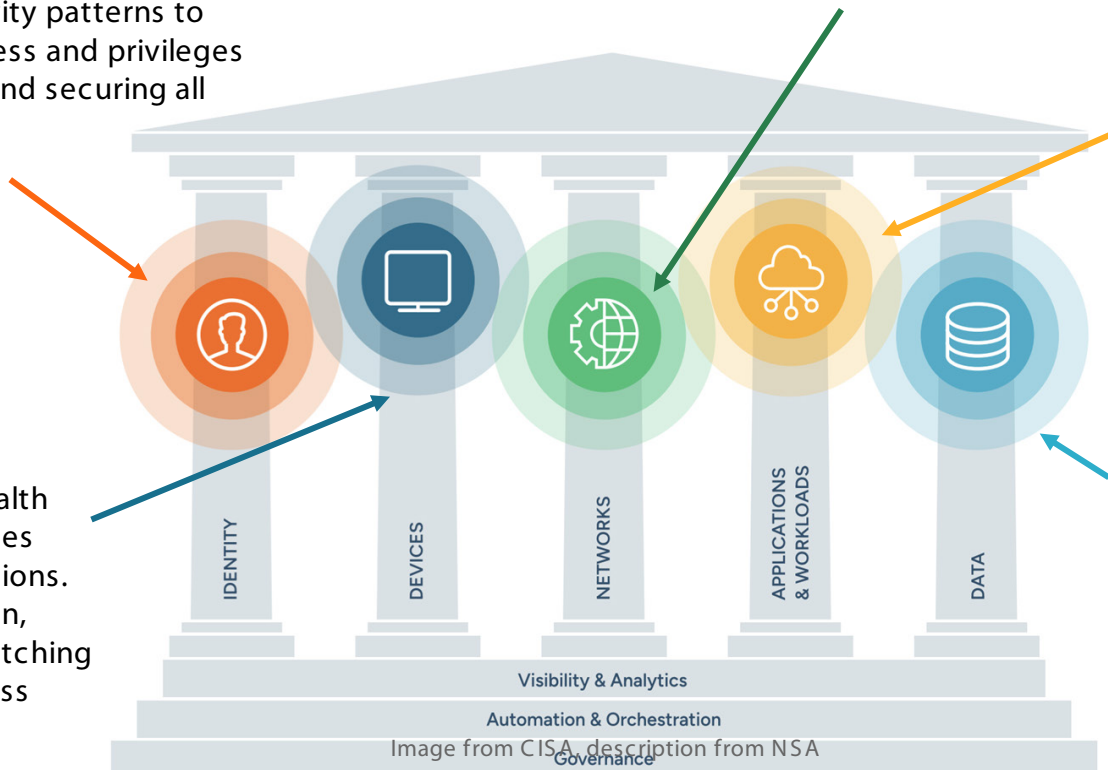 ity patterns to
ess and privileges
nd securing all
alth
es
ions.
n,
tching
ss
IDENTITY
DEVICES
NETWORKS
APPLICATIONS
& WORKLOADS
DATA
Visibility & Analytics
Automation & Orchestration
Image from CISA, description from NSA
Governance